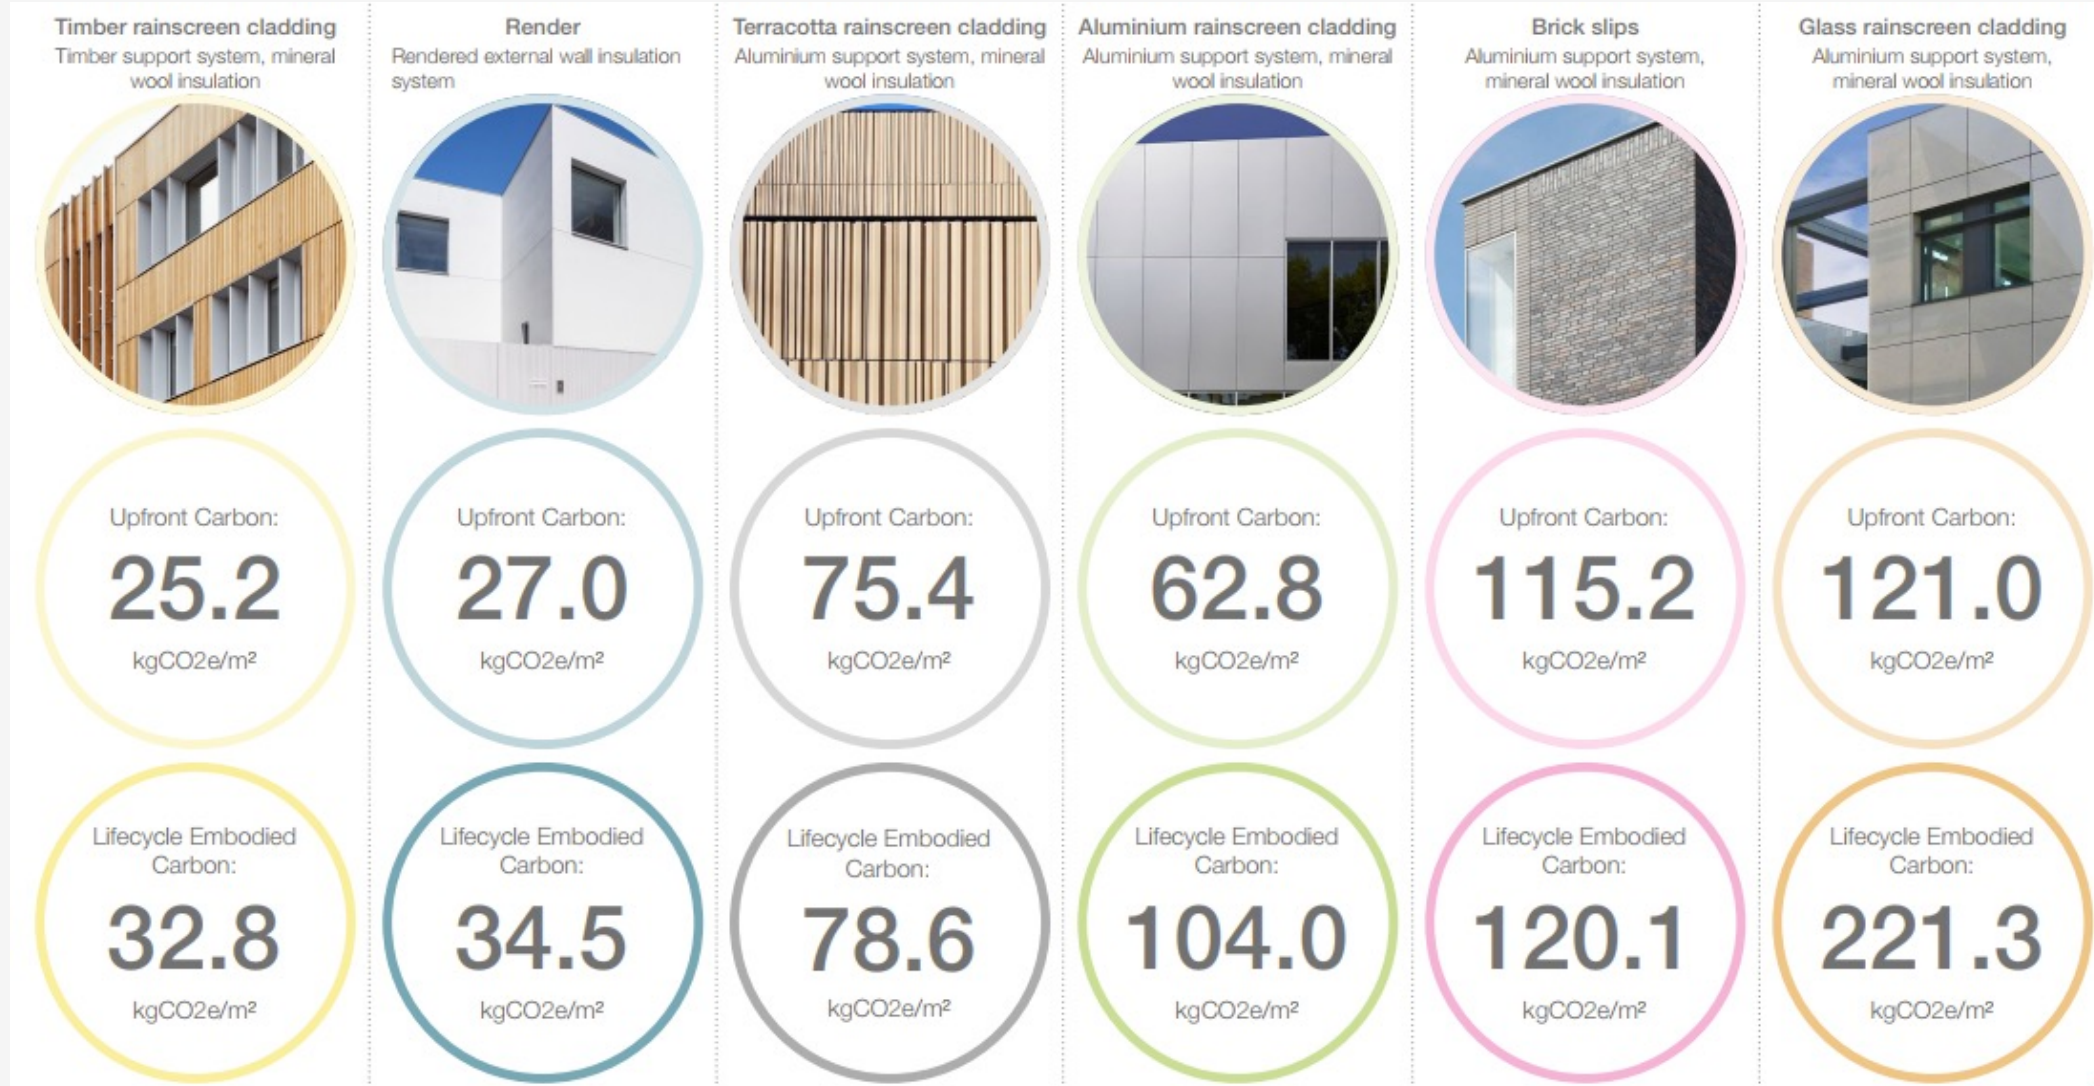 Timber rainscreen cladding
Timber support system, mineral
wool insulation
Upfront Carbon:
25.2
kgCO2e/m²
Lifecycle Embodied
Carbon:
32.8
kgCO2e/m²
Render
Rendered external wall insulation
system
Upfront Carbon:
27.0
kgCO2e/m²
Lifecycle Embodied
Carbon:
34.5
kgCO2e/m²
Terracotta rainscreen cladding
Aluminium support system, mineral
wool insulation
Upfront Carbon:
75.4
kgCO2e/m²
Lifecycle Embodied
Carbon:
78.6
kgCO2e/m²
Aluminium rainscreen cladding
Aluminium support system, mineral
wool insulation
Upfront Carbon:
62.8
kgCO2e/m²
Lifecycle Embodied
Carbon:
104.0
kgCO2e/m²
Brick slips
Aluminium support system,
mineral wool insulation
Upfront Carbon:
115.2
kgCO2e/m²
Lifecycle Embodied
Carbon:
120.1
kgCO2e/m²
Glass rainscreen cladding
Aluminium support system,
mineral wool insulation
Upfront Carbon:
121.0
kgCO2e/m²
Lifecycle Embodied
Carbon:
221.3
kgCO2e/m²